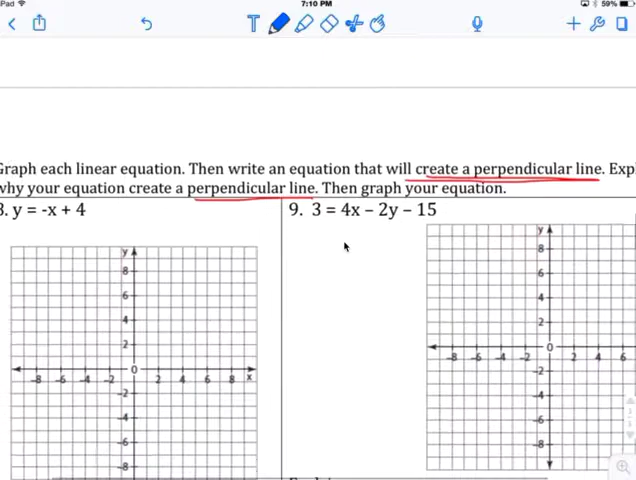 Pad 7:10 PM 59%
T
Graph each linear equation. Then write an equation that will create a perpendicular line. Expl
why your equation create a perpendicular line. Then graph your equation.
8. y = -x + 4 9. 3 = 4x – 2y – 15
y
8
6
4
2
-8 -6 -4 -2 0 2 4 6 8 x
-2
-4
-6
-8
y
8
6
4
2
-8 -6 -4 -2 0 2 4 6
-2
-4
-6
-8